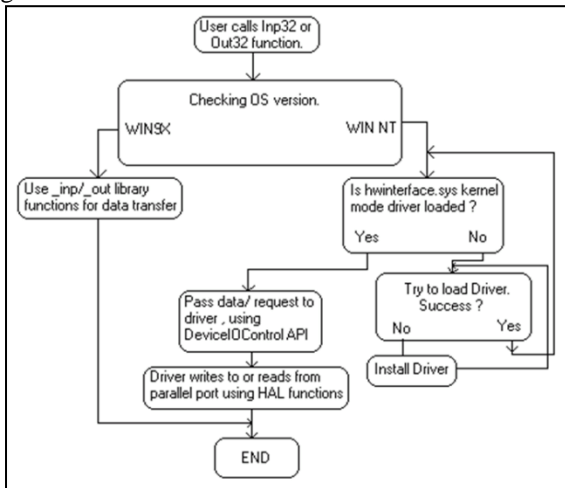 User calls Inp32 or
Out32 function.
Checking OS version.
WIN9X
WIN NT
Use _inp/_out library
functions for data transfer
Is hwinterface.sys kernel
mode driver loaded ?
Yes
No
Pass data/ request to
driver , using
DeviceIOControl API
Try to load Driver.
Success ?
No
Yes
Install Driver
Driver writes to or reads from
parallel port using HAL functions
END